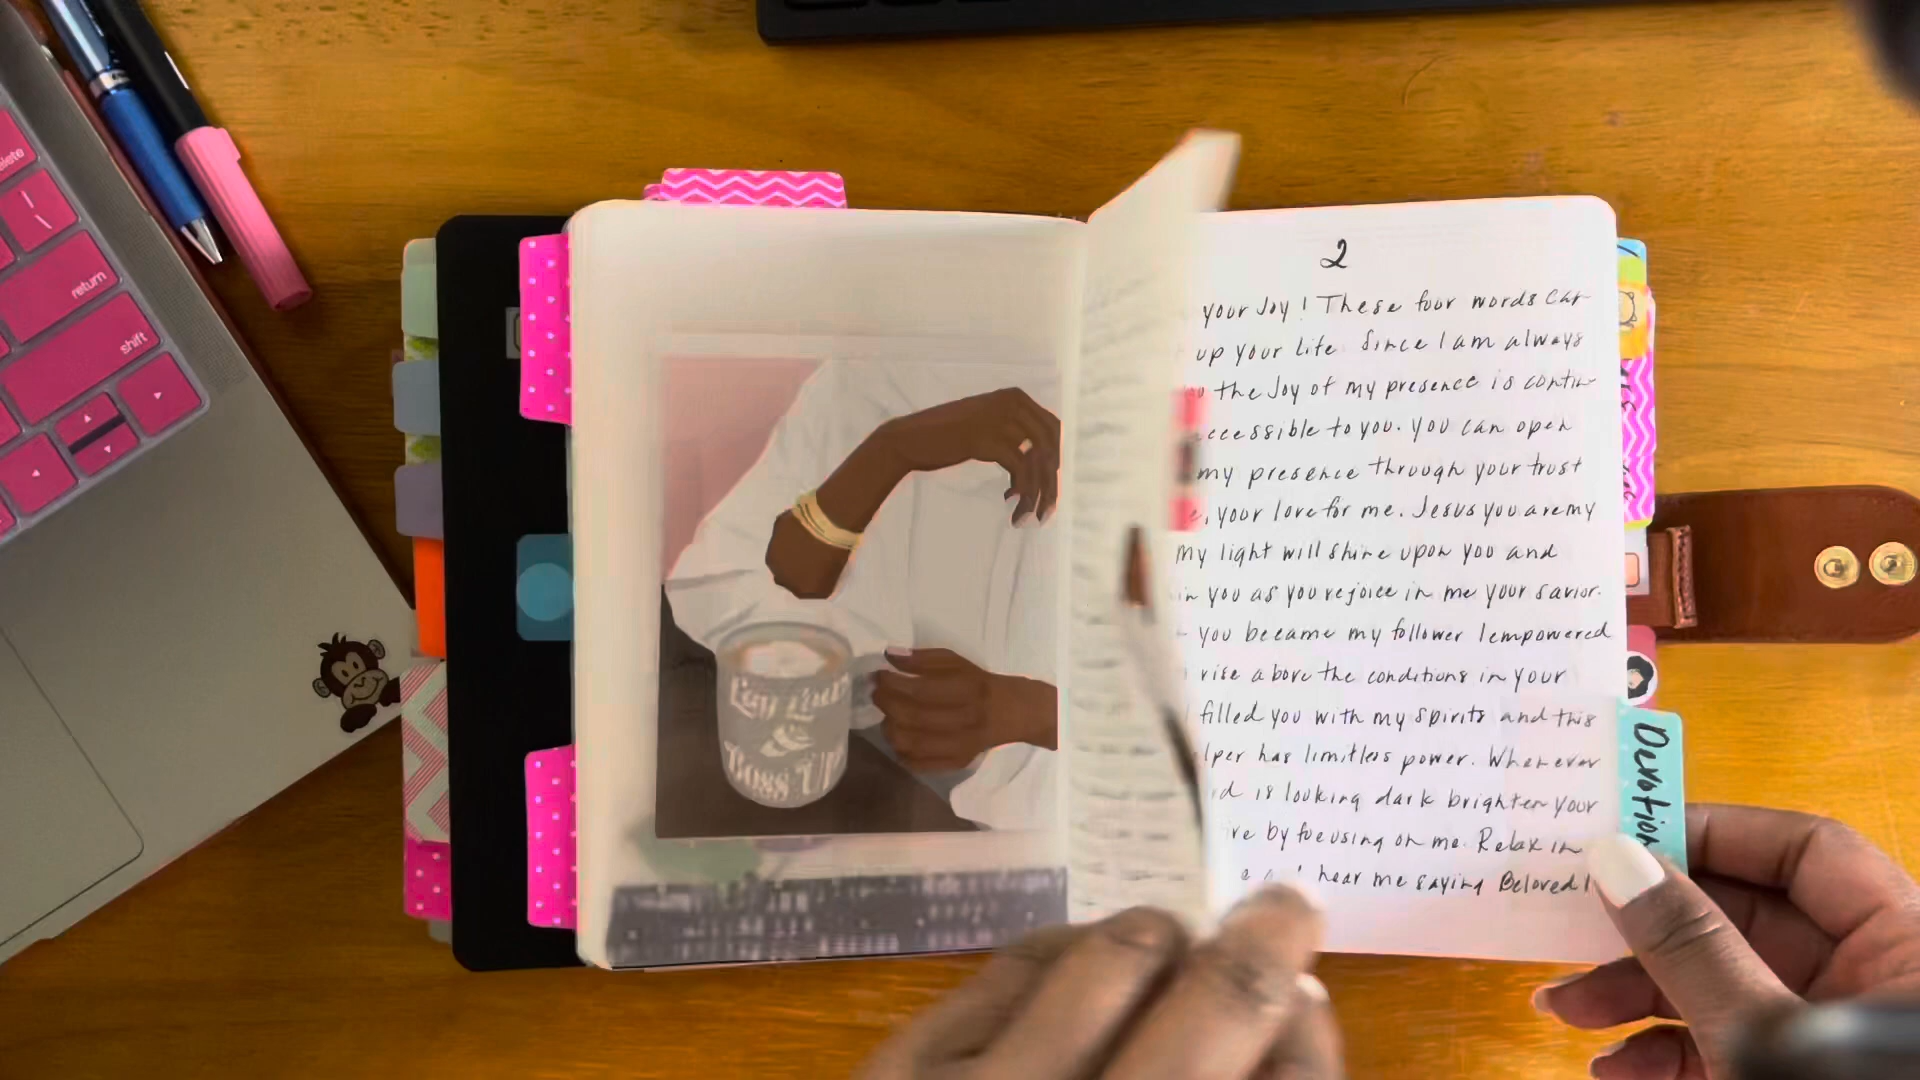 delete
return
shift
BOSS UP
2
your Joy! These four words can
up your life. Since I am always
the Joy of my presence is contin
ccessible to you. you can open
my presence through your trust
, your love for me. Jesus you are my
My light will shine upon you and
in you as you rejoice in me your savior.
you became my follower I empowered
rise above the conditions in your
I filled you with my spirits and this
lper has limitless power. Whenever
is looking dark brighten your
by focusing on me. Relax in
hear me saying Beloved I
Devotion